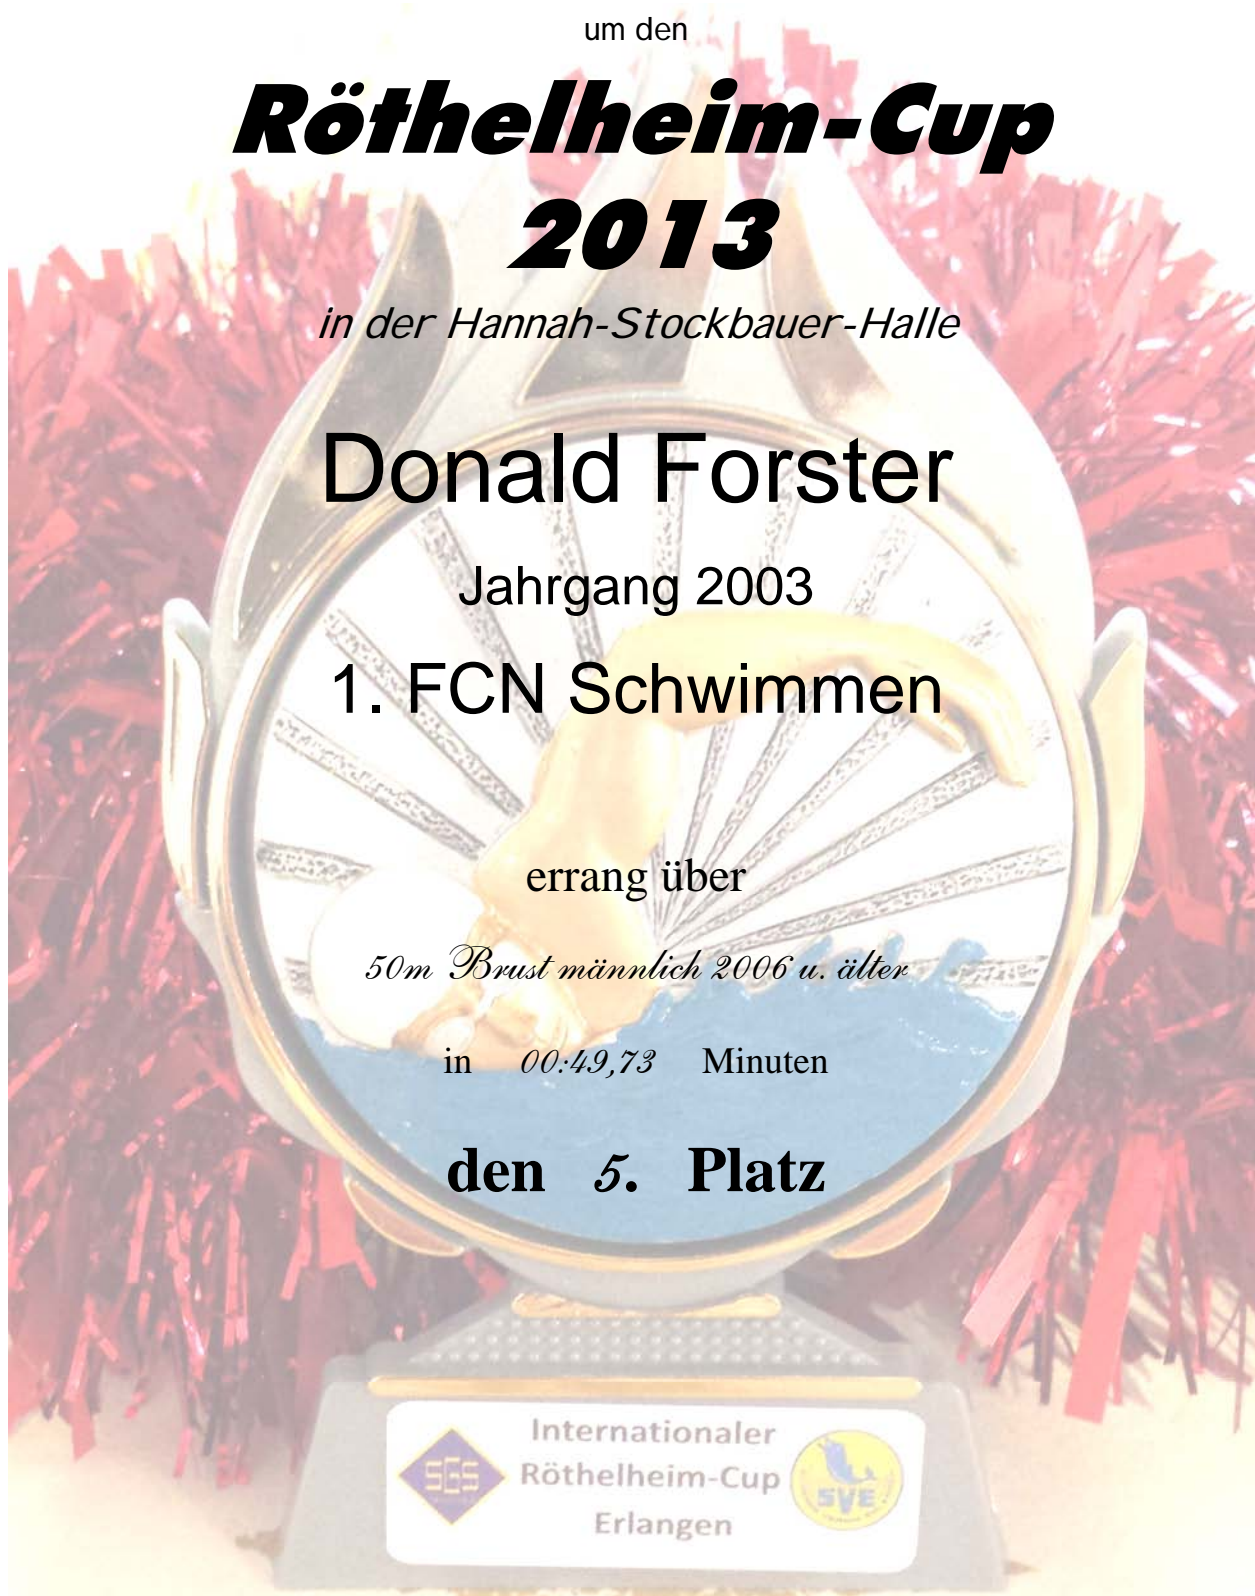 um den
Röthelheim-Cup
2013
in der Hannah-Stockbauer-Halle
Donald Forster
Jahrgang 2003
1. FCN Schwimmen
errang über
50m Brust männlich 2006 u. älter
in 00:49,73 Minuten
den 5. Platz
Internationaler
SGS Röthelheim-Cup SVE
Erlangen